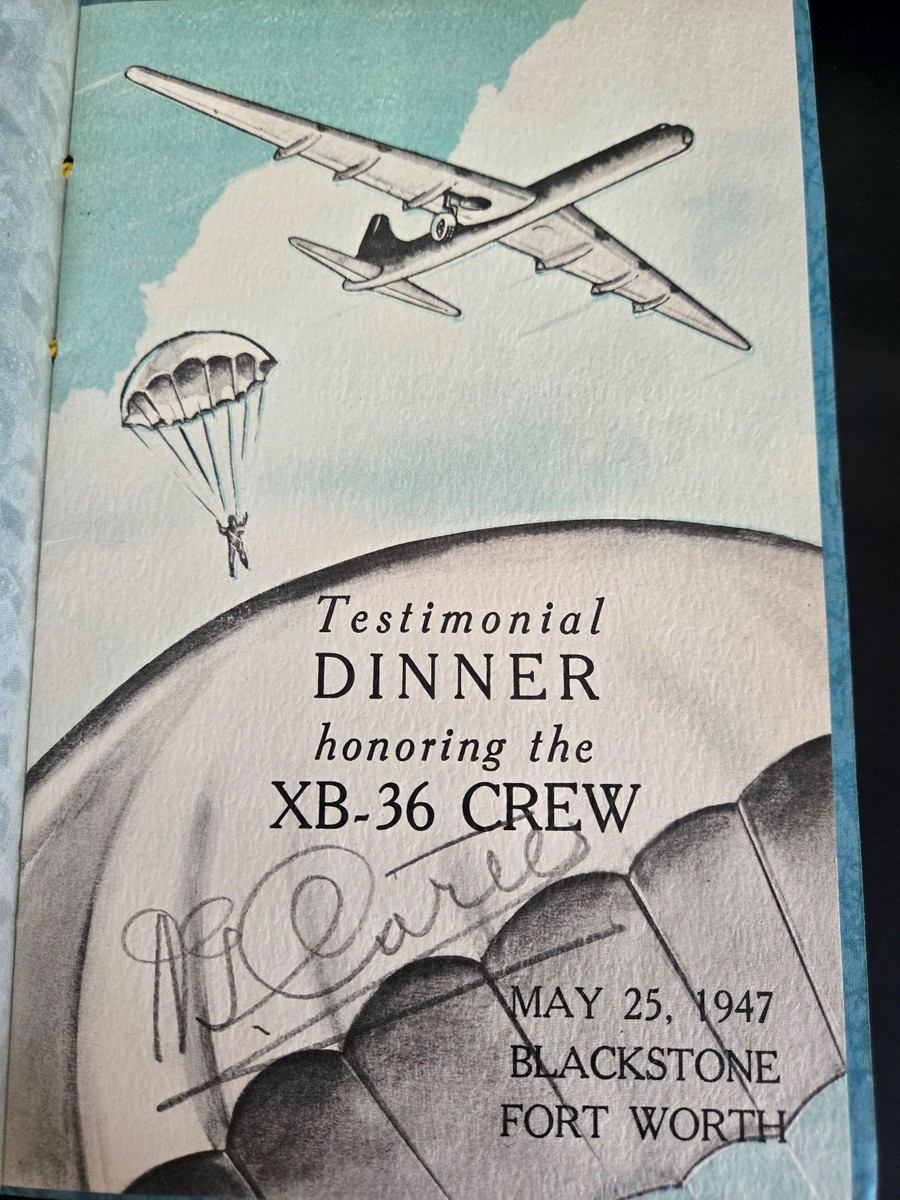 Testimonial
DINNER
honoring the
XB-36 CREW
MAY 25, 1947
BLACKSTONE
FORT WORTH